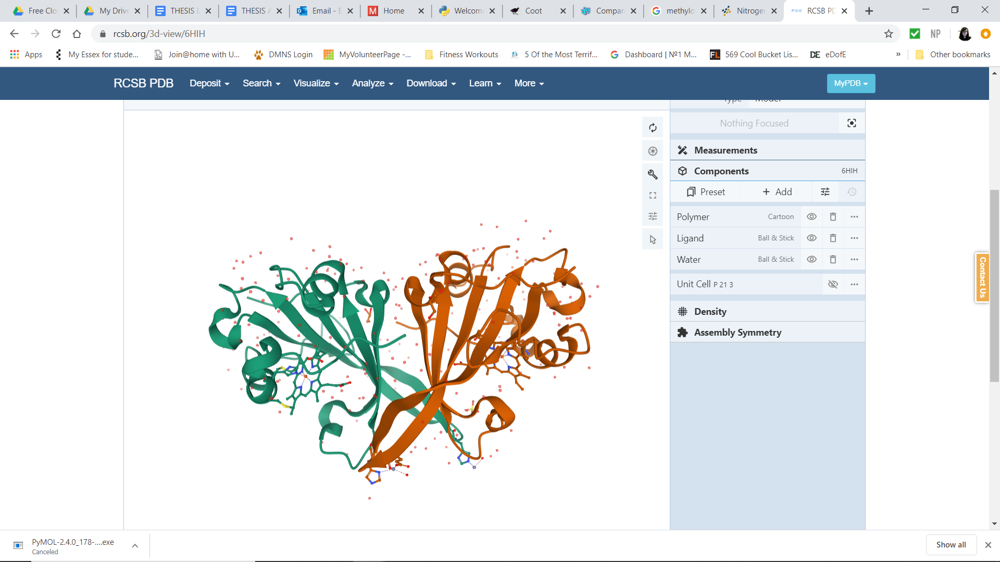 Free Clo
My Drive
THESIS L
THESIS A
Email - E
Home
Welcome
Coot
Compar
methylo
Nitroger
RCSB PD
rcsb.org/3d-view/6HIH
NP
Apps
My Essex for stude...
Join@home with U...
DMNS Login
MyVolunteerPage -...
Fitness Workouts
5 Of the Most Terrif...
Dashboard | №1 M...
569 Cool Bucket Lis...
DE eDofE
»
Other bookmarks
RCSB PDB
Deposit
Search
Visualize
Analyze
Download
Learn
More
MyPDB
Type Model
Nothing Focused
Measurements
Components 6HIH
Preset
+ Add
Polymer Cartoon
Ligand Ball & Stick
Water Ball & Stick
Unit Cell P 21 3
Density
Assembly Symmetry
Contact Us
PyMOL-2.4.0_178-....exe
Canceled
Show all